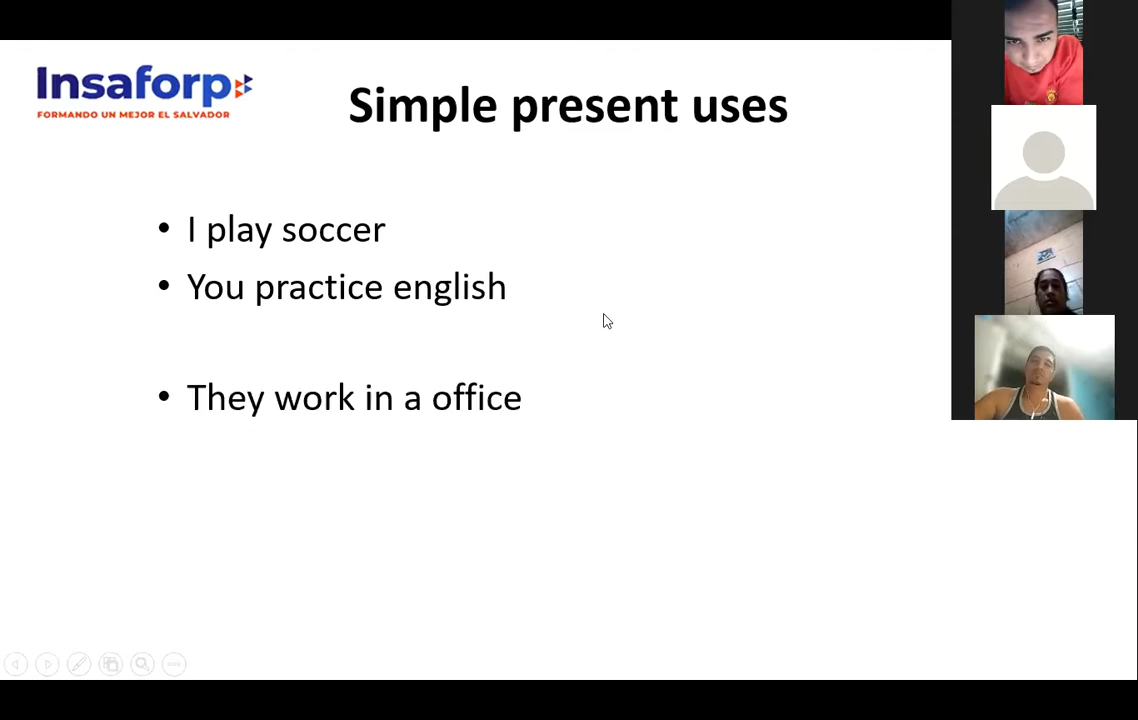 Insaforp
FORMANDO UN MEJOR EL SALVADOR
Simple present uses
• I play soccer
• You practice english
• They work in a office